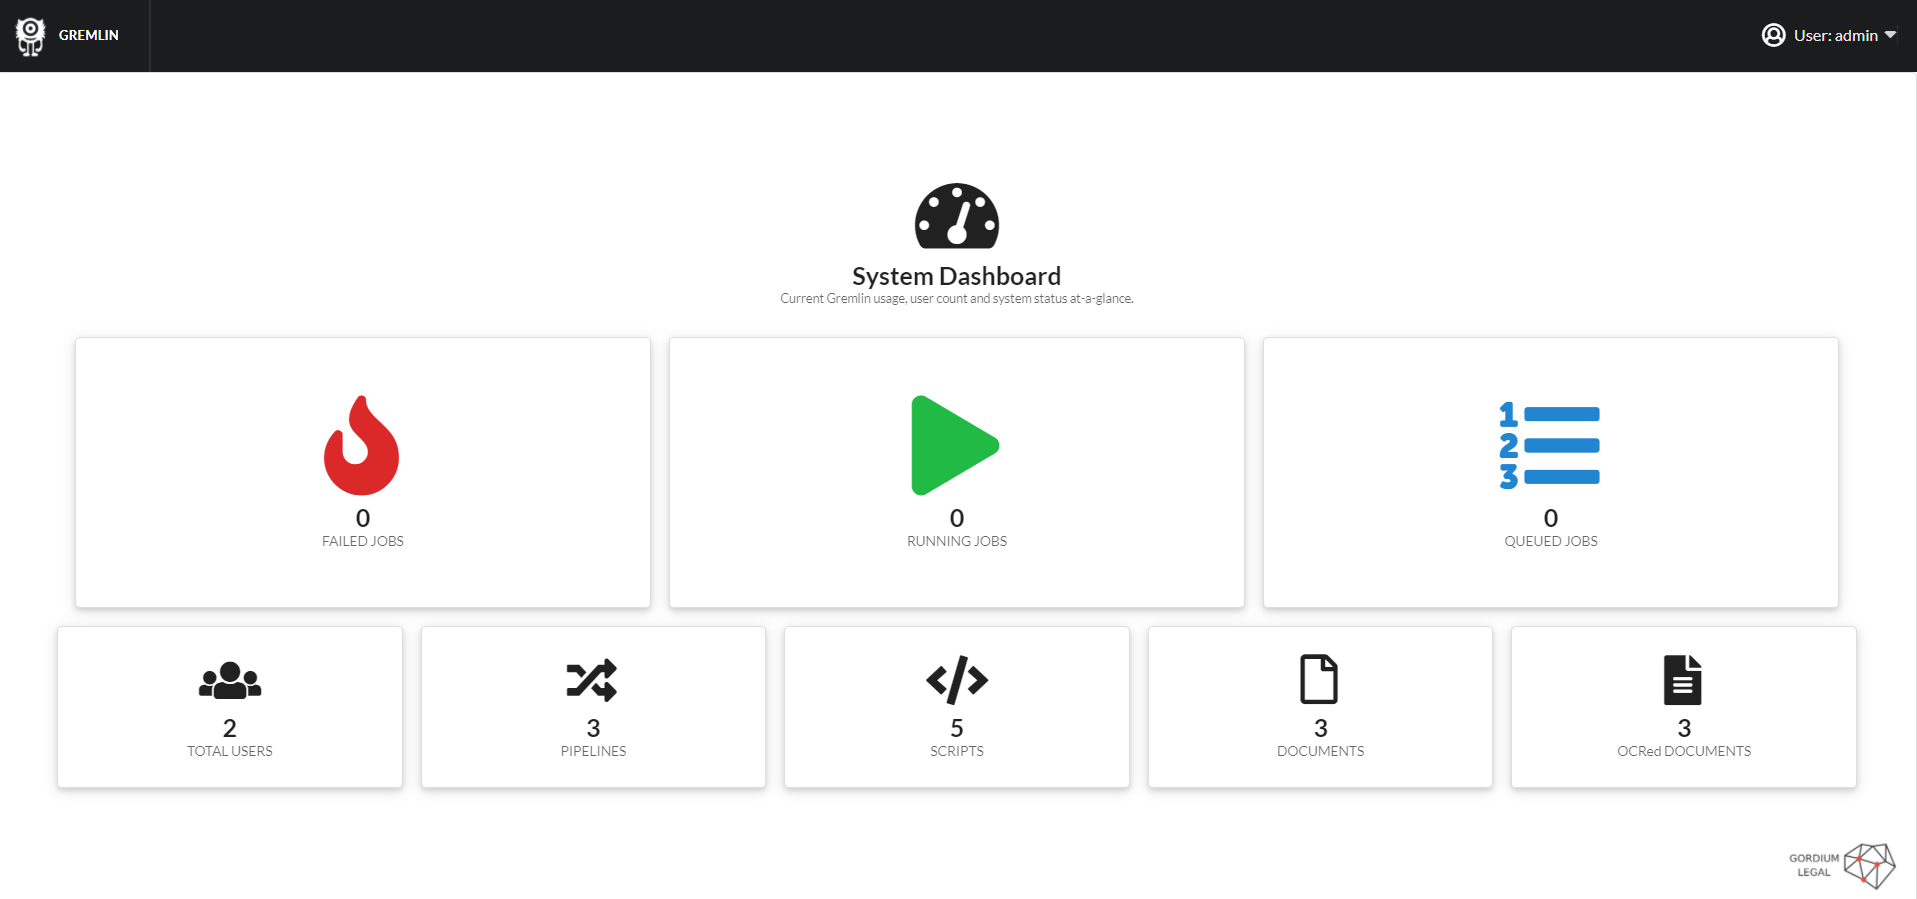 GREMLIN
User: admin
System Dashboard
Current Gremlin usage, user count and system status at-a-glance.
1
2
3
0
FAILED JOBS
0
RUNNING JOBS
0
QUEUED JOBS
2
TOTAL USERS
3
PIPELINES
5
SCRIPTS
3
DOCUMENTS
3
OCRed DOCUMENTS
GORDIUM
LEGAL